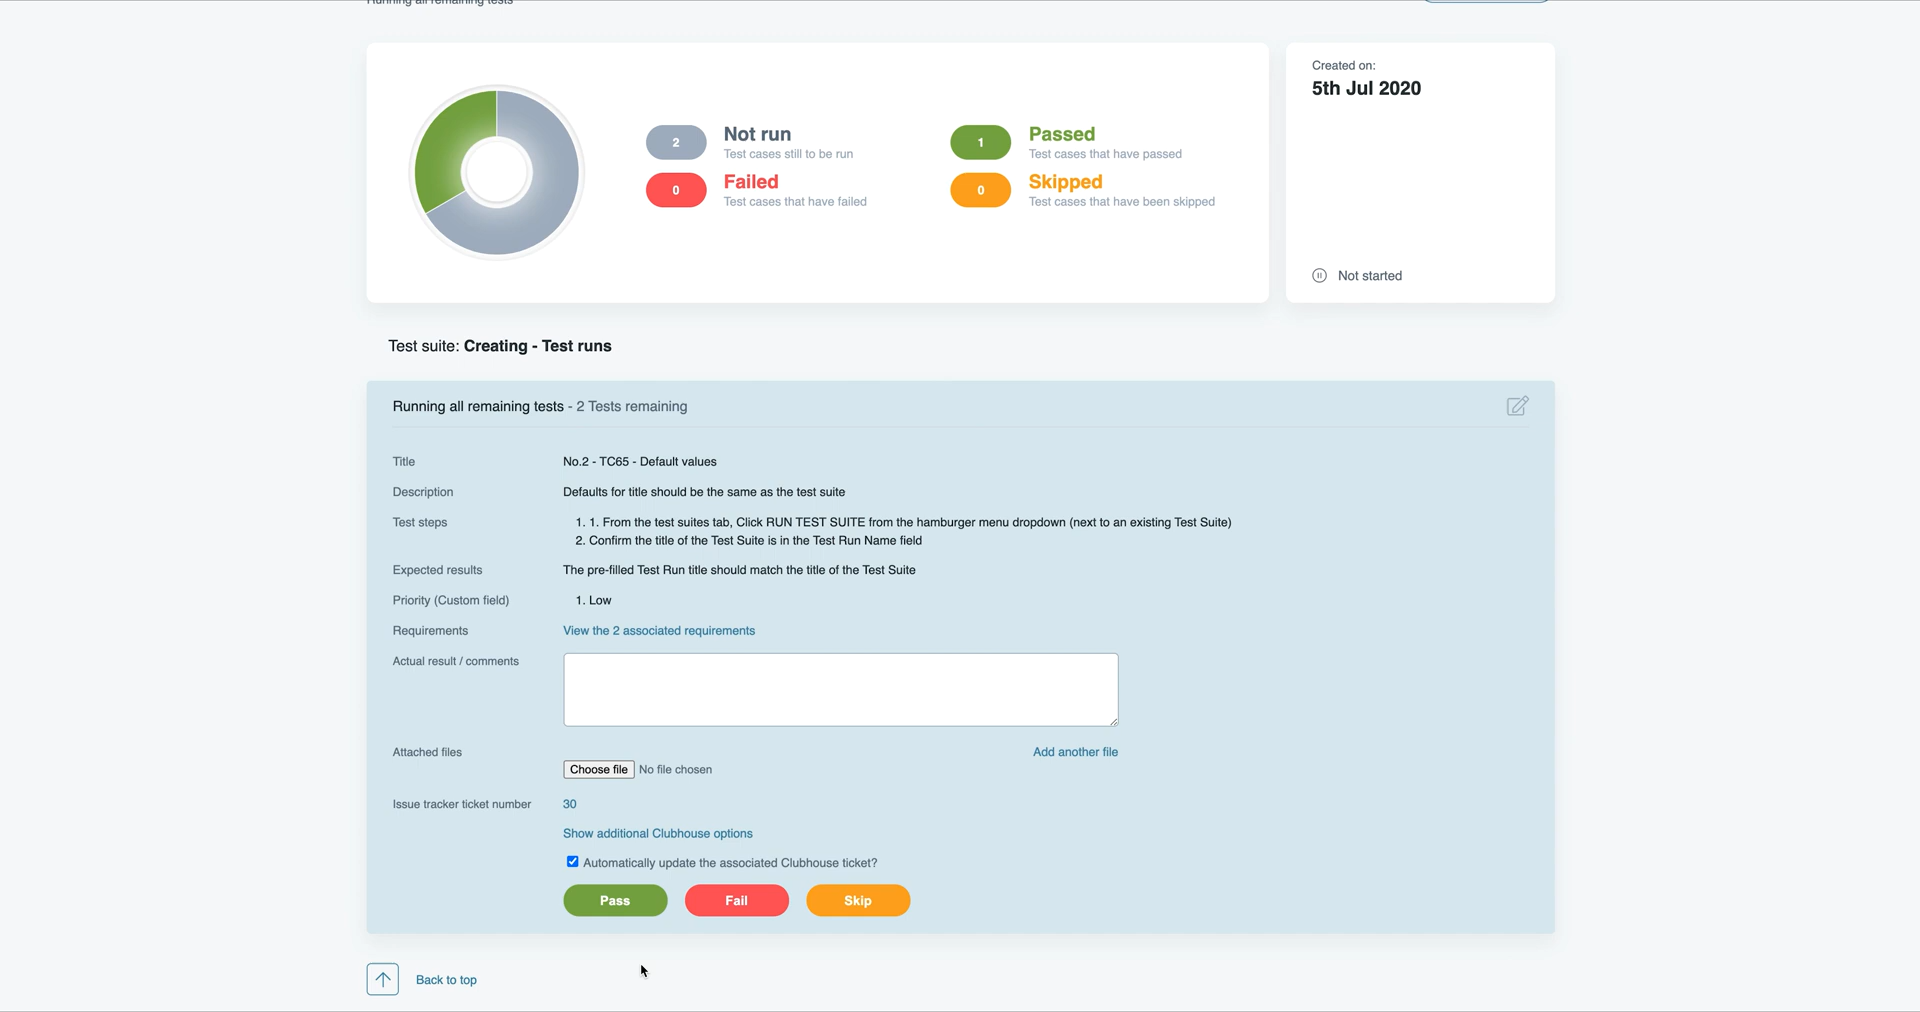 Running all remaining tests
Created on:
5th Jul 2020
2
Not run
Test cases still to be run
1
Passed
Test cases that have passed
0
Failed
Test cases that have failed
0
Skipped
Test cases that have been skipped
Not started
Test suite: Creating - Test runs
Running all remaining tests - 2 Tests remaining
Title
No.2 - TC65 - Default values
Description
Defaults for title should be the same as the test suite
Test steps
1. 1. From the test suites tab, Click RUN TEST SUITE from the hamburger menu dropdown (next to an existing Test Suite)
2. Confirm the title of the Test Suite is in the Test Run Name field
Expected results
The pre-filled Test Run title should match the title of the Test Suite
Priority (Custom field)
1. Low
Requirements
View the 2 associated requirements
Actual result / comments
Attached files
Add another file
Choose file No file chosen
Issue tracker ticket number
30
Show additional Clubhouse options
Automatically update the associated Clubhouse ticket?
Pass
Fail
Skip
Back to top